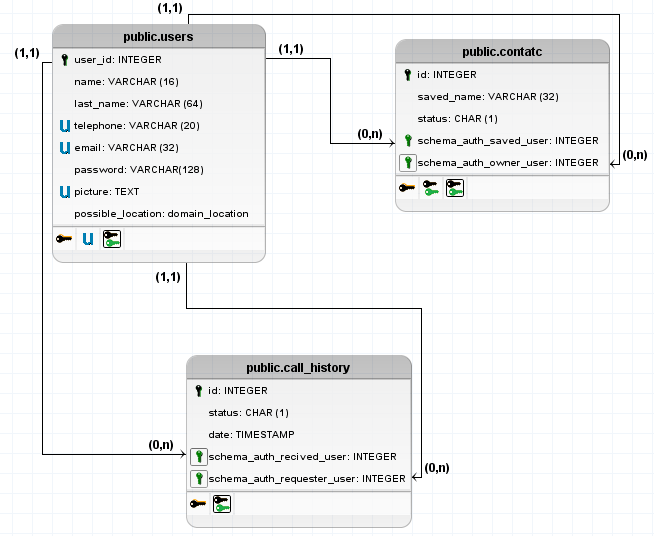 (1,1)
public.users
(1,1)
user_id: INTEGER
name: VARCHAR (16)
last_name: VARCHAR (64)
U telephone: VARCHAR (20)
U email: VARCHAR (32)
password: VARCHAR(128)
U picture: TEXT
possible_location: domain_location
U
(1,1)
public.contatc
id: INTEGER
saved_name: VARCHAR (32)
status: CHAR (1)
(0,n)
schema_auth_saved_user: INTEGER
schema_auth_owner_user: INTEGER
(0,n)
(1,1)
public.call_history
id: INTEGER
status: CHAR (1)
date: TIMESTAMP
(0,n)
schema_auth_recived_user: INTEGER
schema_auth_requester_user: INTEGER
(0,n)